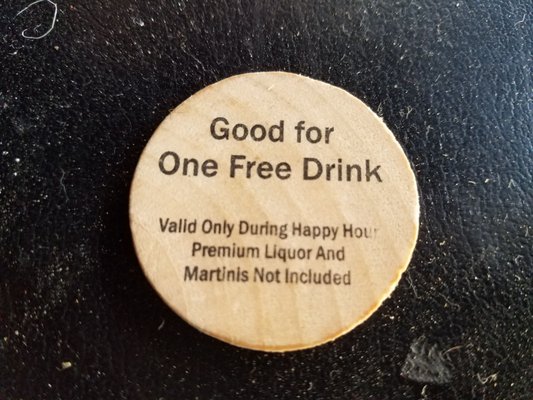 Good for
One Free Drink
Valid Only During Happy Hour
Premium Liquor And
Martinis Not Included